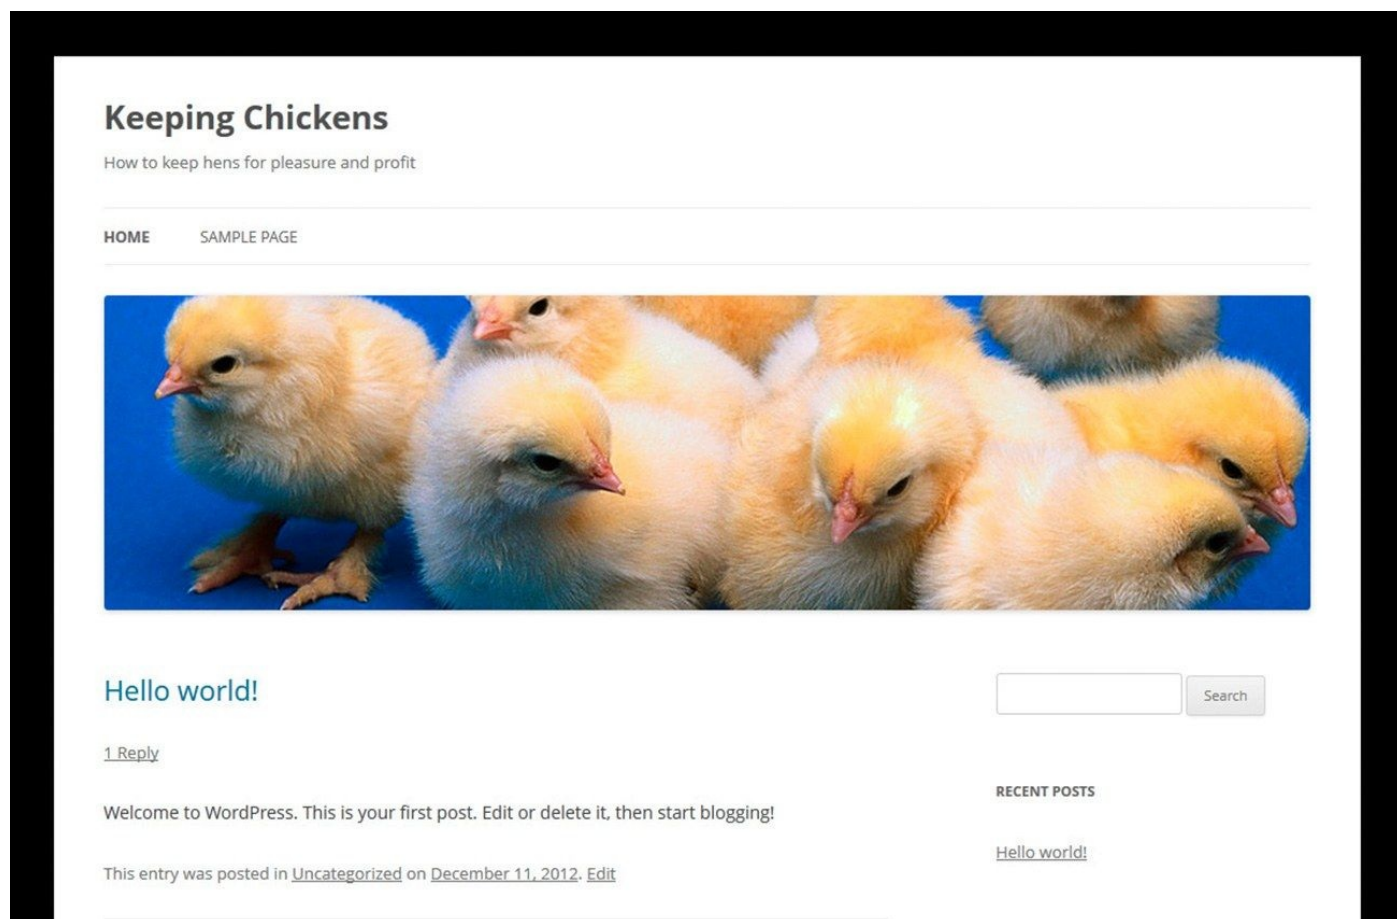 Keeping Chickens
How to keep hens for pleasure and profit
HOME SAMPLE PAGE
Hello world!
1 Reply
Welcome to WordPress. This is your first post. Edit or delete it, then start blogging!
This entry was posted in Uncategorized on December 11, 2012. Edit
Search
RECENT POSTS
Hello world!